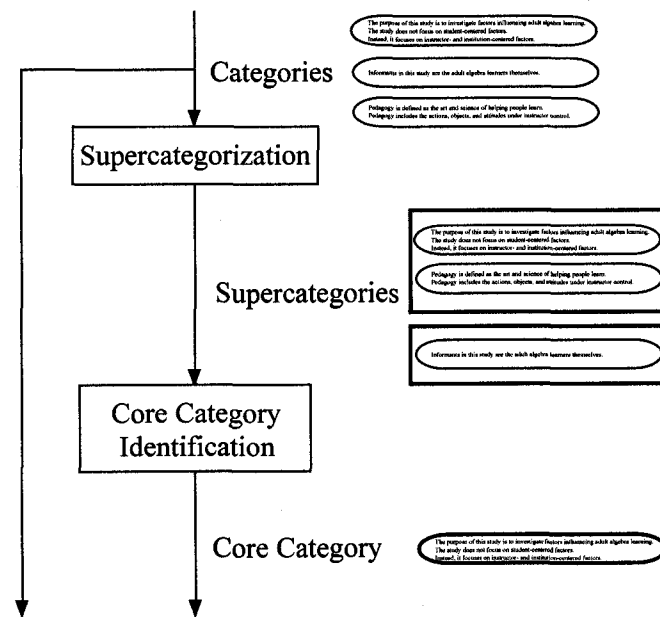 The purpose of this study is to investigate factors influencing adult algebra learning.
The study does not focus on student-centered factors.
Instead, it focuses on instructor- and institution-centered factors.
Categories
Informants in this study are the adult algebra learners themselves.
Pedagogy is defined as the art and science of helping people learn.
Pedagogy includes the actions, objects, and attitudes under instructor control.
Supercategorization
The purpose of this study is to investigate factors influencing adult algebra learning.
The study does not focus on student-centered factors.
Instead, it focuses on instructor- and institution-centered factors.
Pedagogy is defined as the art and science of helping people learn.
Pedagogy includes the actions, objects, and attitudes under instructor control.
Supercategories
Informants in this study are the adult algebra learners themselves.
Core Category
Identification
Core Category
The purpose of this study is to investigate factors influencing adult algebra learning.
The study does not focus on student-centered factors.
Instead, it focuses on instructor- and institution-centered factors.